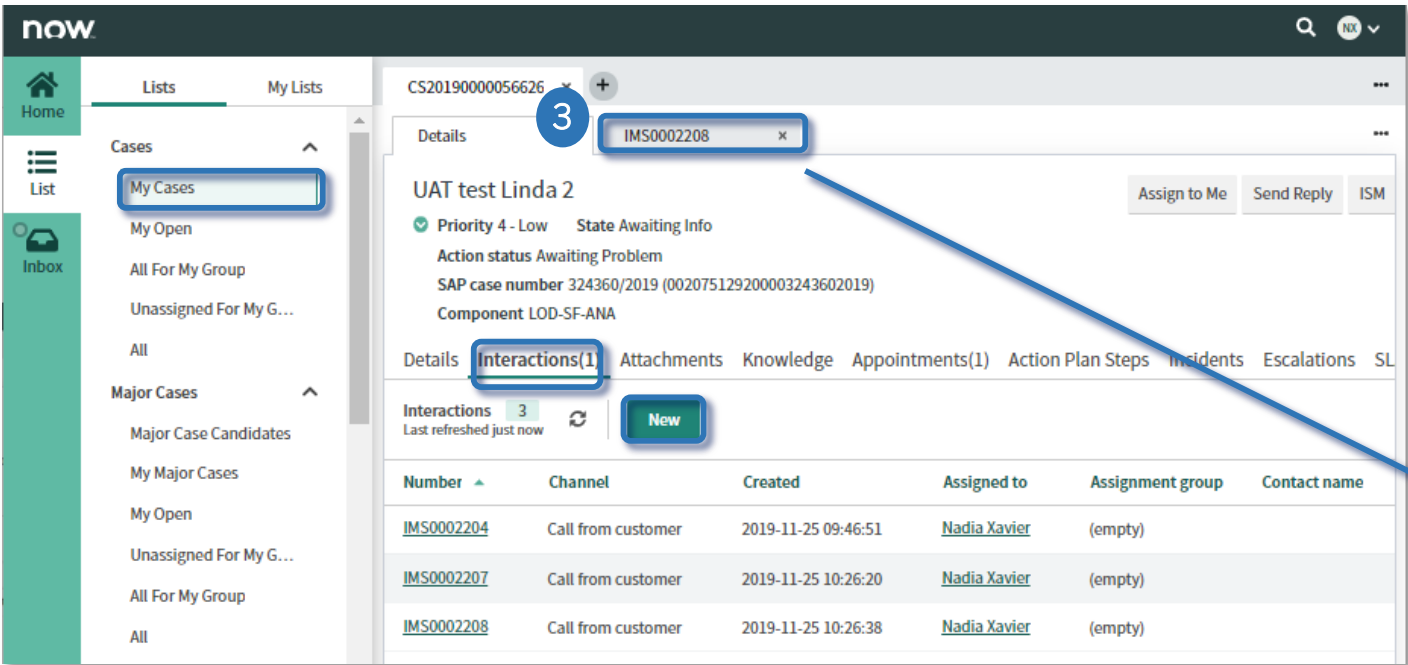 now.
NX
Home
List
Inbox
Lists My Lists
Cases
My Cases
My Open
All For My Group
Unassigned For My G...
All
Major Cases
Major Case Candidates
My Major Cases
My Open
Unassigned For My G...
All For My Group
All
CS20190000056626 × +
3
Details IMS0002208 ×
UAT test Linda 2
Assign to Me Send Reply ISM
Priority 4 - Low State Awaiting Info
Action status Awaiting Problem
SAP case number 324360/2019 (002075129200003243602019)
Component LOD-SF-ANA
Details Interactions(1) Attachments Knowledge Appointments(1) Action Plan Steps Incidents Escalations SL
Interactions 3
Last refreshed just now
New
Number Channel Created Assigned to Assignment group Contact name
IMS0002204 Call from customer 2019-11-25 09:46:51 Nadia Xavier (empty)
IMS0002207 Call from customer 2019-11-25 10:26:20 Nadia Xavier (empty)
IMS0002208 Call from customer 2019-11-25 10:26:38 Nadia Xavier (empty)